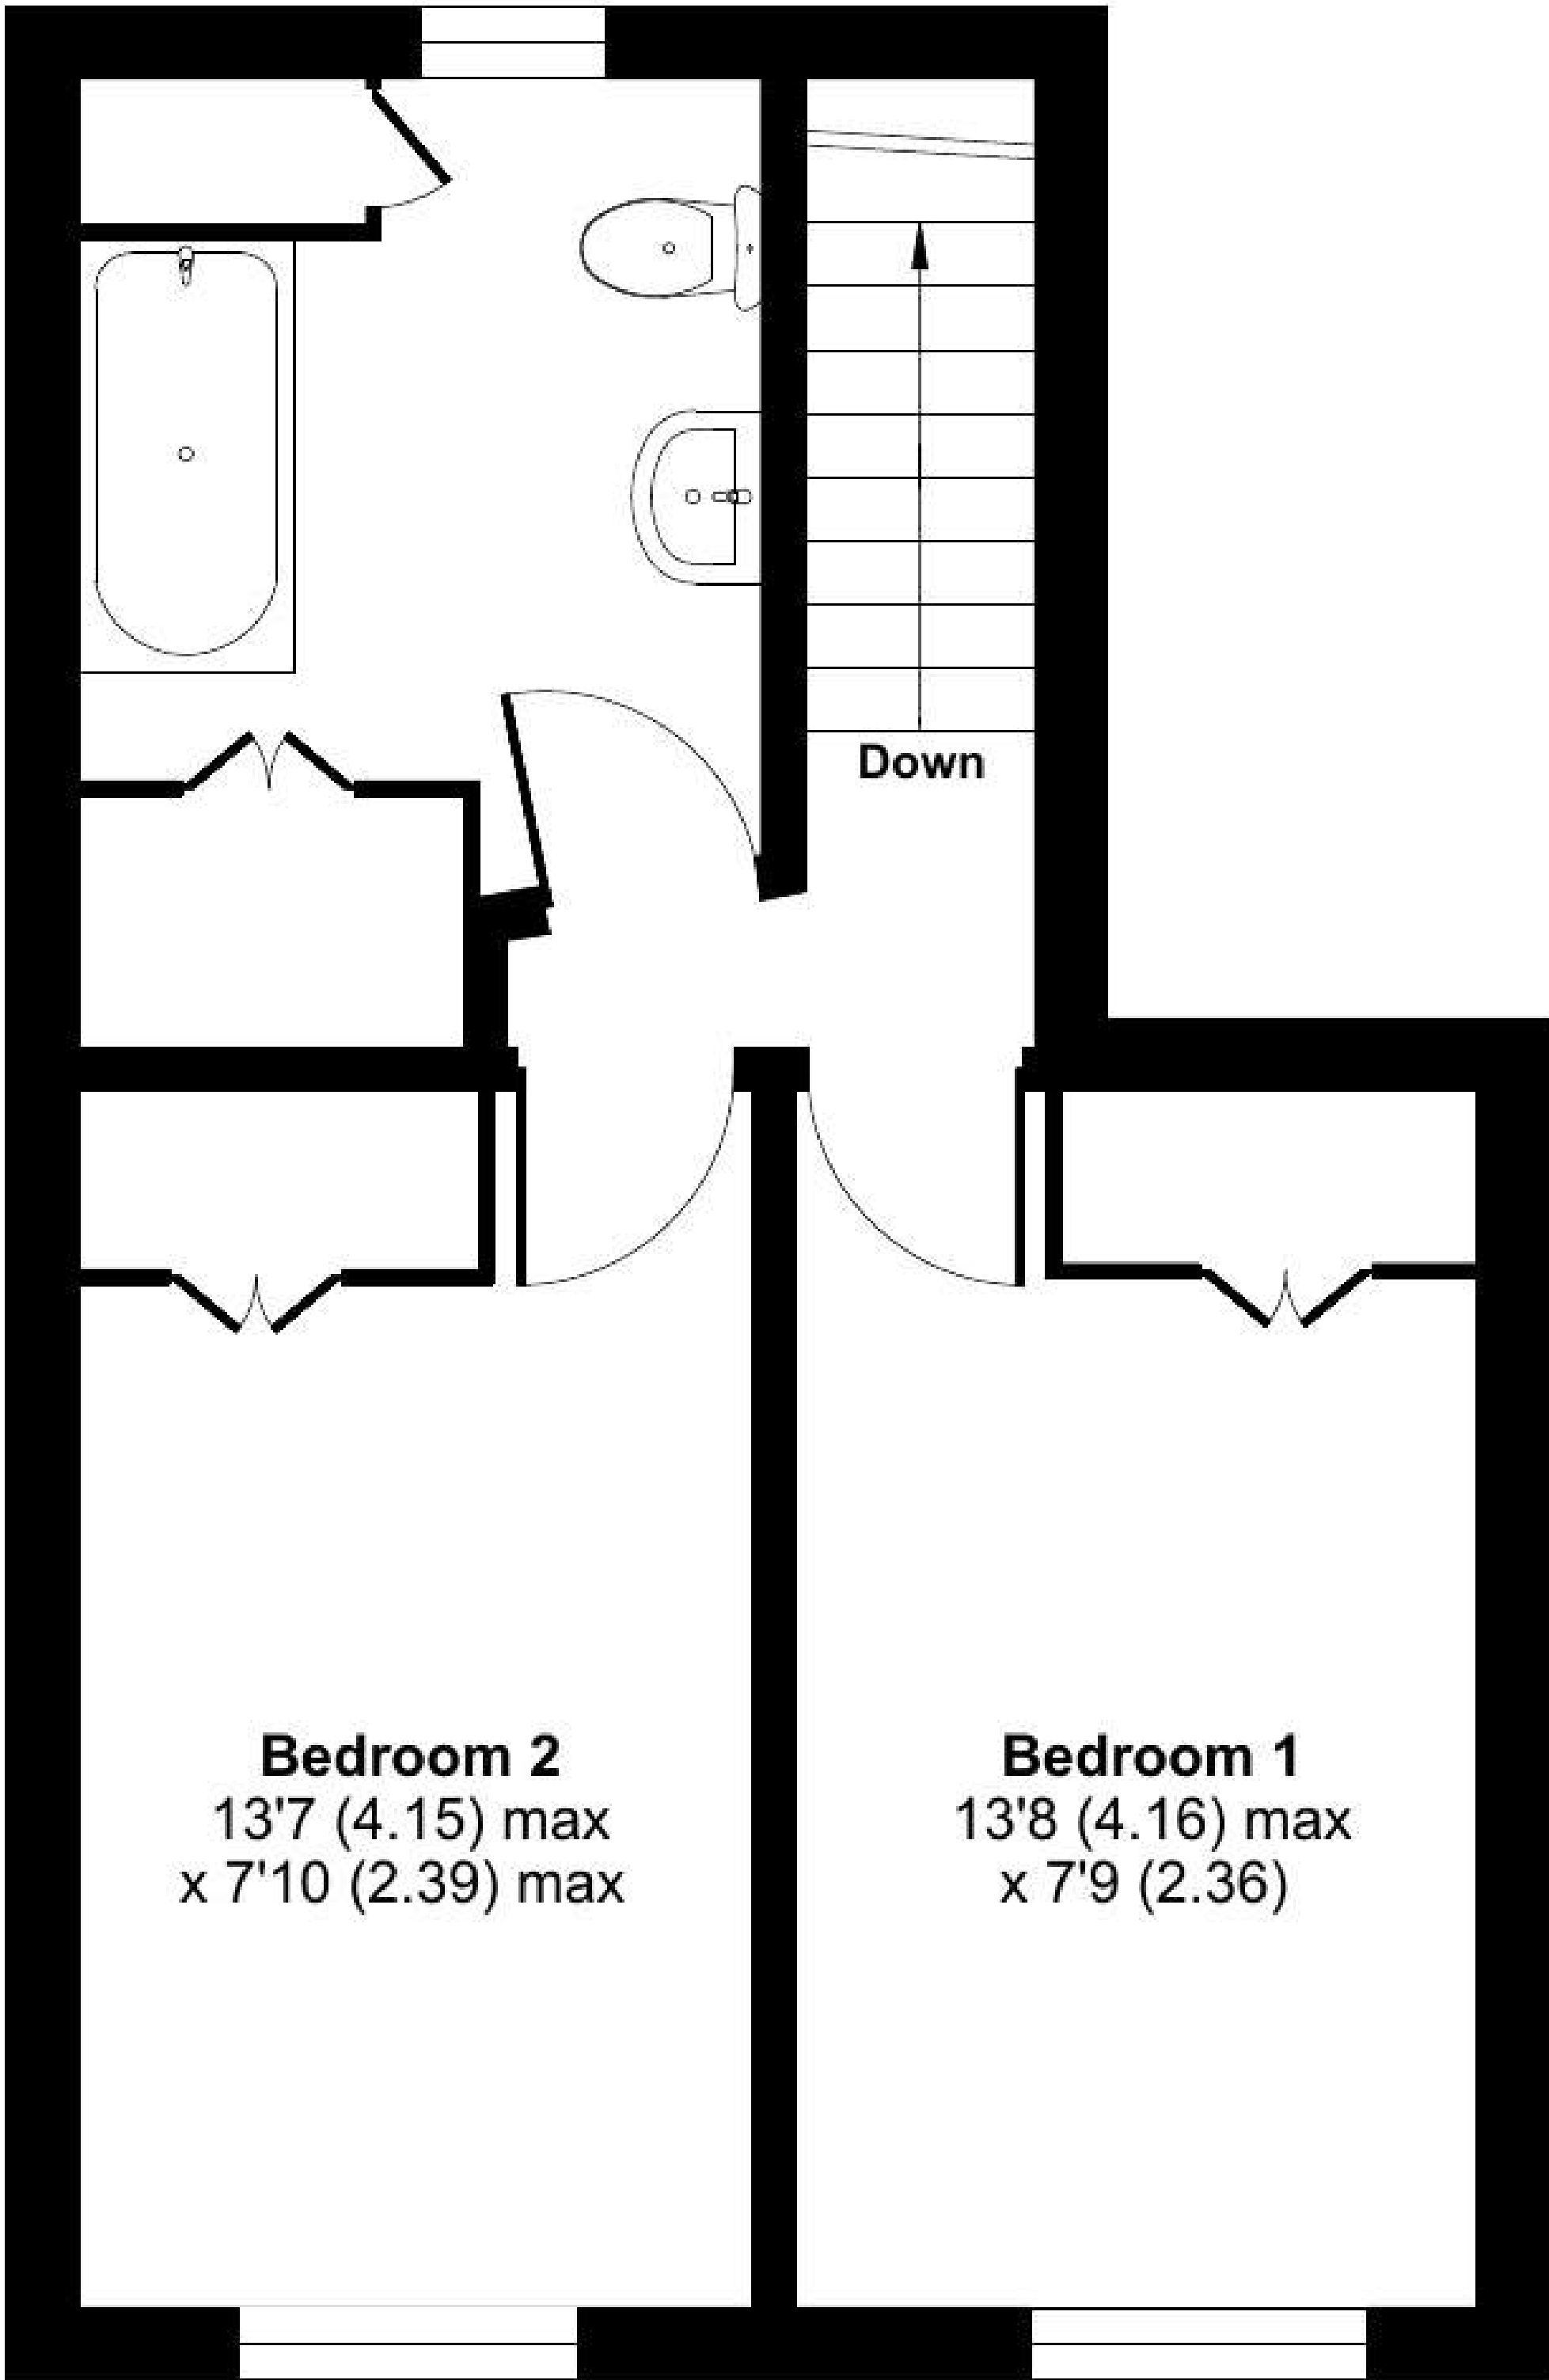 Down
Bedroom 2
13'7 (4.15) max
x 7'10 (2.39) max
Bedroom 1
13'8 (4.16) max
x 7'9 (2.36)